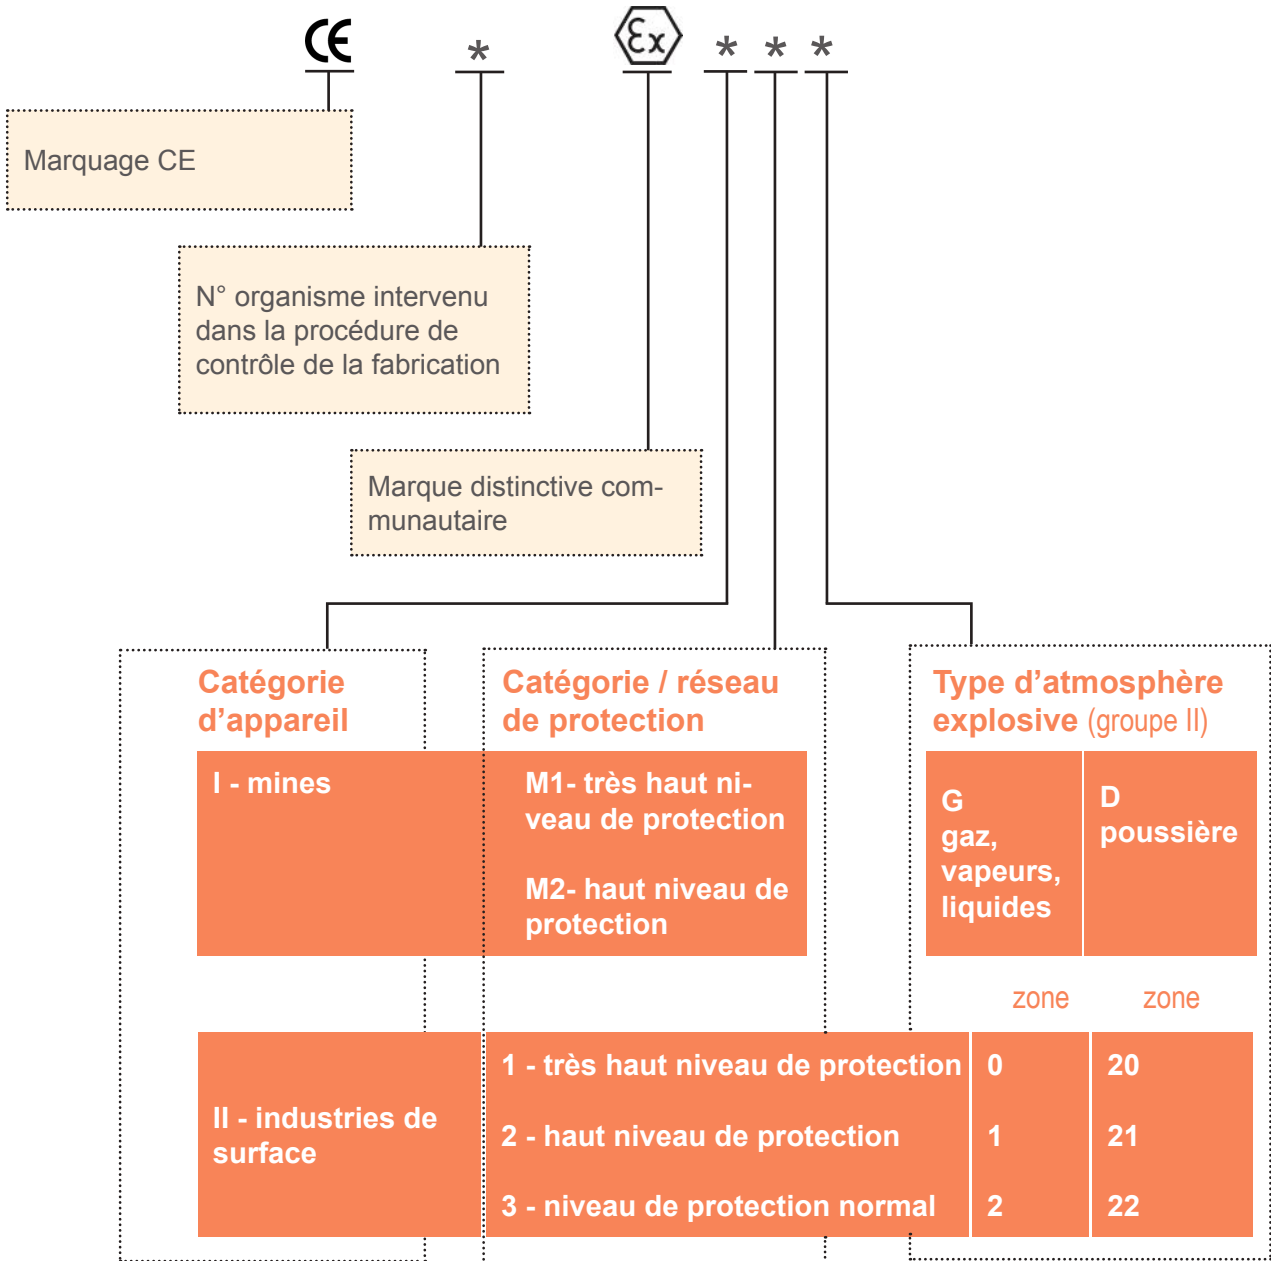 CE * Ex * * *
Marquage CE
N° organisme intervenu
dans la procédure de
contrôle de la fabrication
Marque distinctive com-
munautaire
Catégorie
d'appareil
Catégorie / réseau
de protection
Type d'atmosphère
explosive (groupe II)
I - mines
M1- très haut ni-
veau de protection
M2- haut niveau de
protection
G
gaz,
vapeurs,
liquides
D
poussière
zone zone
II - industries de
surface
1 - très haut niveau de protection 0 20
2 - haut niveau de protection 1 21
3 - niveau de protection normal 2 22